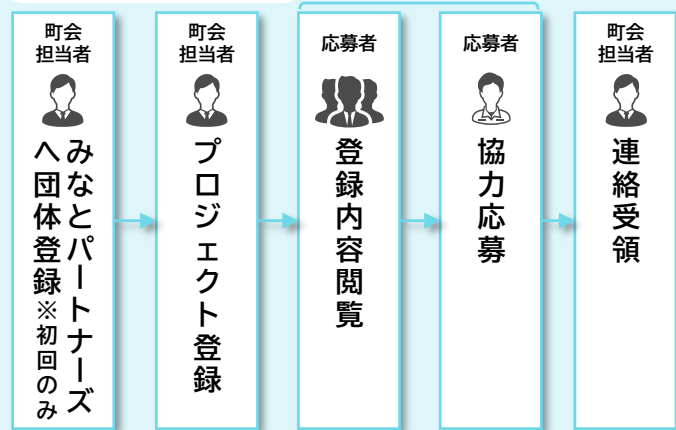 町会
担当者
みなとパートナーズ
へ団体登録※初回のみ
町会
担当者
プロジェクト登録
応募者
登録内容閲覧
応募者
協力応募
町会
担当者
連絡受領